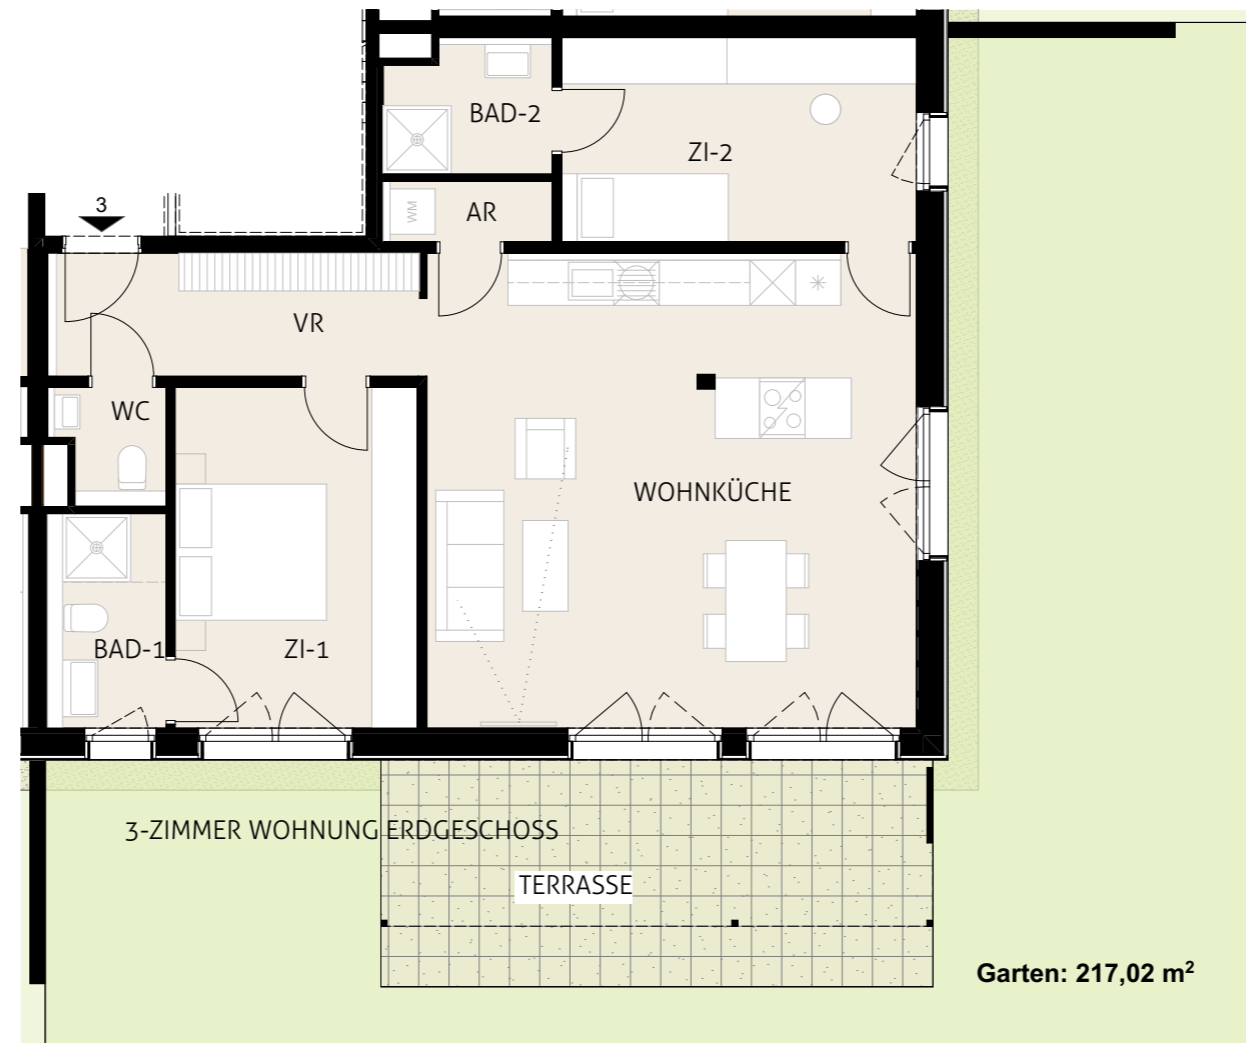 BAD-2
ZI-2
3
WM
AR
VR
WC
WOHNKÜCHE
BAD-1
ZI-1
3-ZIMMER WOHNUNG ERDGESCHOSS
TERRASSE
Garten: 217,02 m²